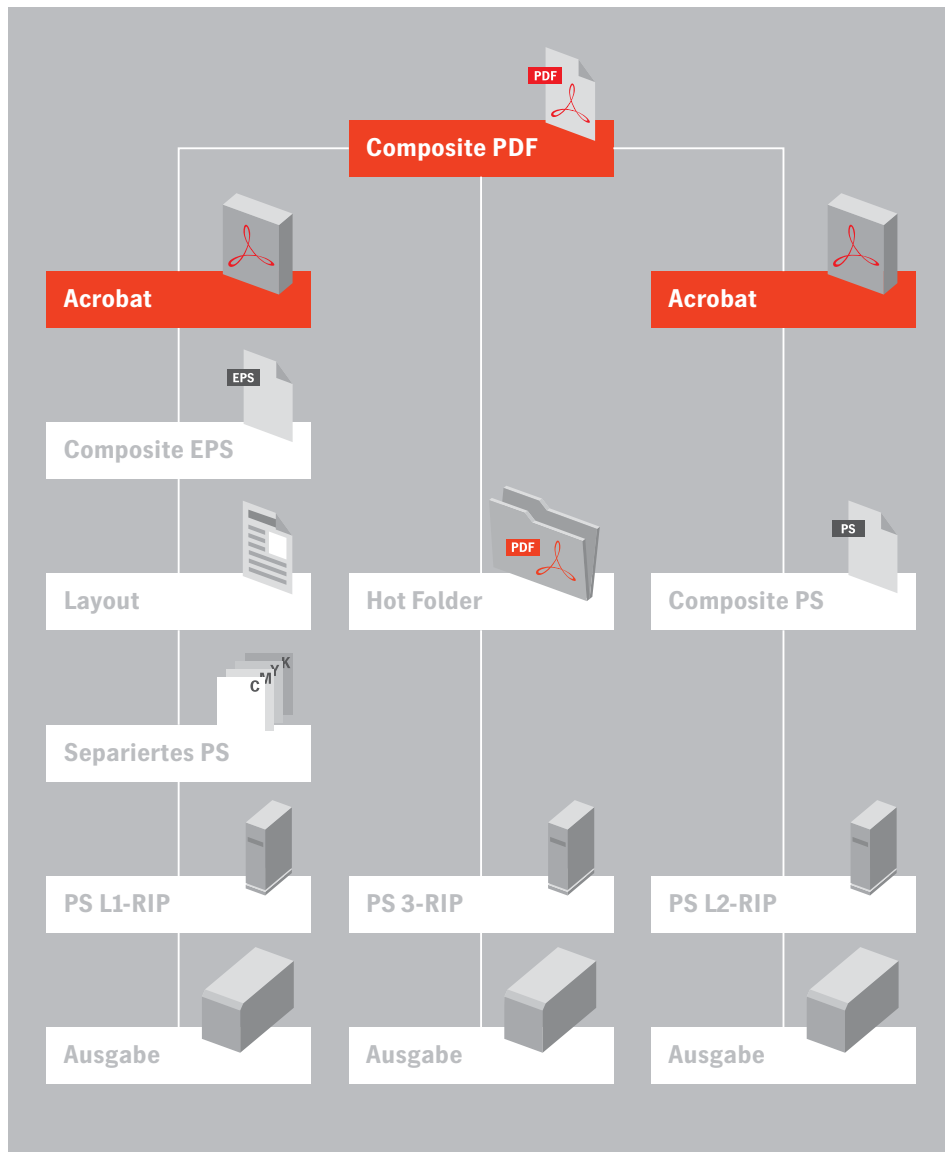 PDF
Composite PDF
Acrobat
Acrobat
EPS
Composite EPS
Layout
PDF
Hot Folder
PS
Composite PS
C M Y K
Separiertes PS
PS L1-RIP
PS 3-RIP
PS L2-RIP
Ausgabe
Ausgabe
Ausgabe